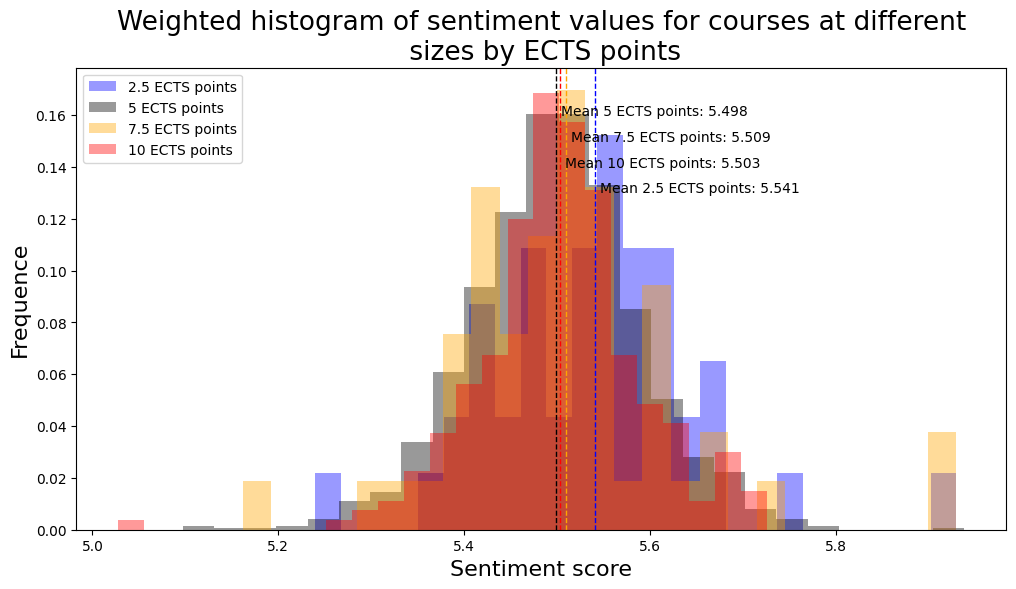 Weighted histogram of sentiment values for courses at different
sizes by ECTS points
2.5 ECTS points
5 ECTS points
7.5 ECTS points
10 ECTS points
Mean 5 ECTS points: 5.498
Mean 7.5 ECTS points: 5.509
Mean 10 ECTS points: 5.503
Mean 2.5 ECTS points: 5.541
Frequence
0.16
0.14
0.12
0.10
0.08
0.06
0.04
0.02
0.00
5.0
5.2
5.4
5.6
5.8
Sentiment score